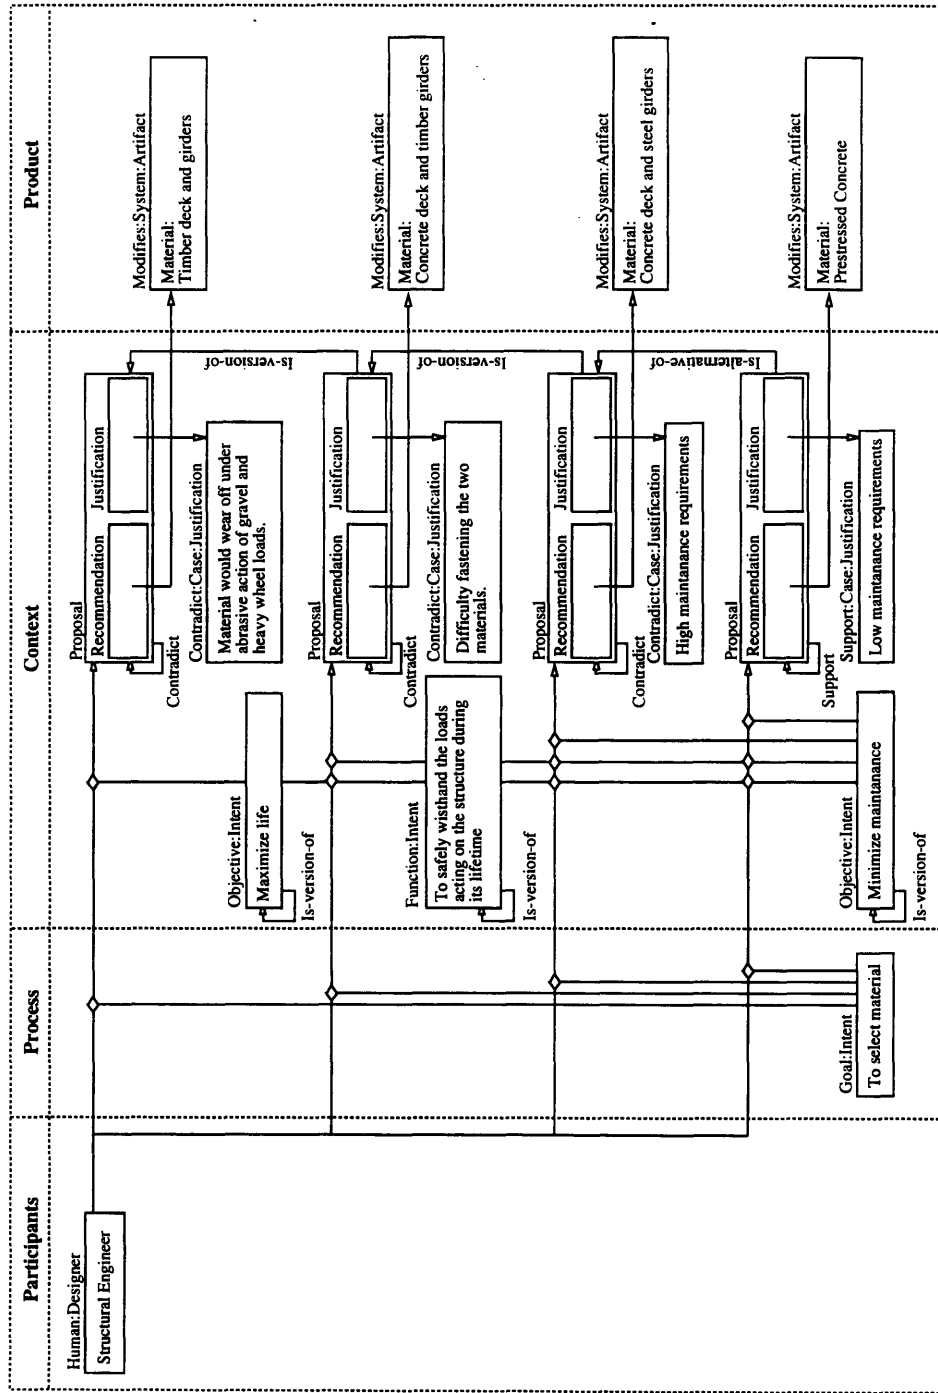 Participants
Process
Context
Product
Human:Designer
Structural Engineer
Proposal
Recommendation
Justification
Contradict
Is-version-of
Modifies:System:Artifact
Material:
Timber deck and girders
Contradict:Case:Justification
Material would wear off under
abrasive action of gravel and
heavy wheel loads.
Objective:Intent
Maximize life
Is-version-of
Proposal
Recommendation
Justification
Contradict
Is-version-of
Modifies:System:Artifact
Material:
Concrete deck and timber girders
Contradict:Case:Justification
Difficulty fastening the two
materials.
Function:Intent
To safely wisthand the loads
acting on the structure during
its lifetime
Is-version-of
Proposal
Recommendation
Justification
Contradict
Is-alternative-of
Modifies:System:Artifact
Material:
Concrete deck and steel girders
Contradict:Case:Justification
High maintanance requirements
Proposal
Recommendation
Justification
Support
Modifies:System:Artifact
Material:
Prestressed Concrete
Support:Case:Justification
Low maintanance requirements
Goal:Intent
To select material
Objective:Intent
Minimize maintanance
Is-version-of